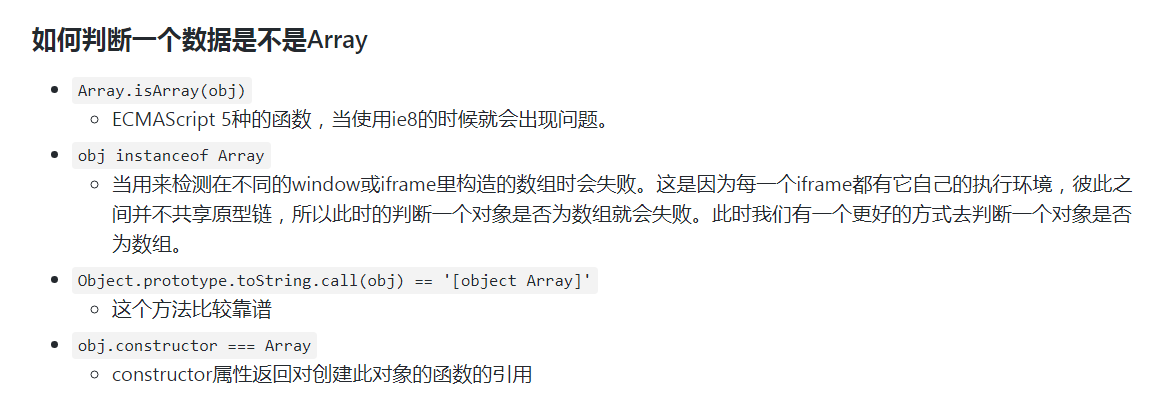 如何判断一个数据是不是Array
Array.isArray(obj)
ECMAScript 5种的函数，当使用ie8的时候就会出现问题。
obj instanceof Array
当用来检测在不同的window或iframe里构造的数组时会失败。这是因为每一个iframe都有它自己的执行环境，彼此之
间并不共享原型链，所以此时的判断一个对象是否为数组就会失败。此时我们有一个更好的方式去判断一个对象是否
为数组。
Object.prototype.toString.call(obj) == '[object Array]'
这个方法比较靠谱
obj.constructor === Array
constructor属性返回对创建此对象的函数的引用